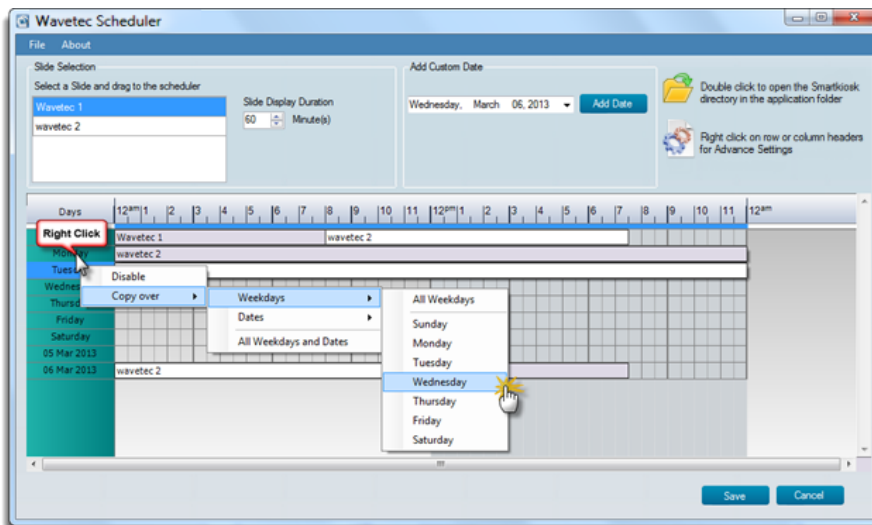 Wavetec Scheduler
File About
Slide Selection
Select a Slide and drag to the scheduler
Wavetec 1
wavetec 2
Slide Display Duration
60 Minute(s)
Add Custom Date
Wednesday, March 06, 2013 Add Date
Double click to open the Smartkiosk
directory in the application folder
Right click on row or column headers
for Advance Settings
Days 12am 1 2 3 4 5 6 7 8 9 10 11 12pm 1 2 3 4 5 6 7 8 9 10 11 12am
Right Click
Wavetec 1 wavetec 2
Monday wavetec 2
Tues
Wednes
Thursd
Friday
Saturday
05 Mar 2013
06 Mar 2013 wavetec 2
Disable
Copy over
Weekdays
Dates
All Weekdays and Dates
All Weekdays
Sunday
Monday
Tuesday
Wednesday
Thursday
Friday
Saturday
Save Cancel